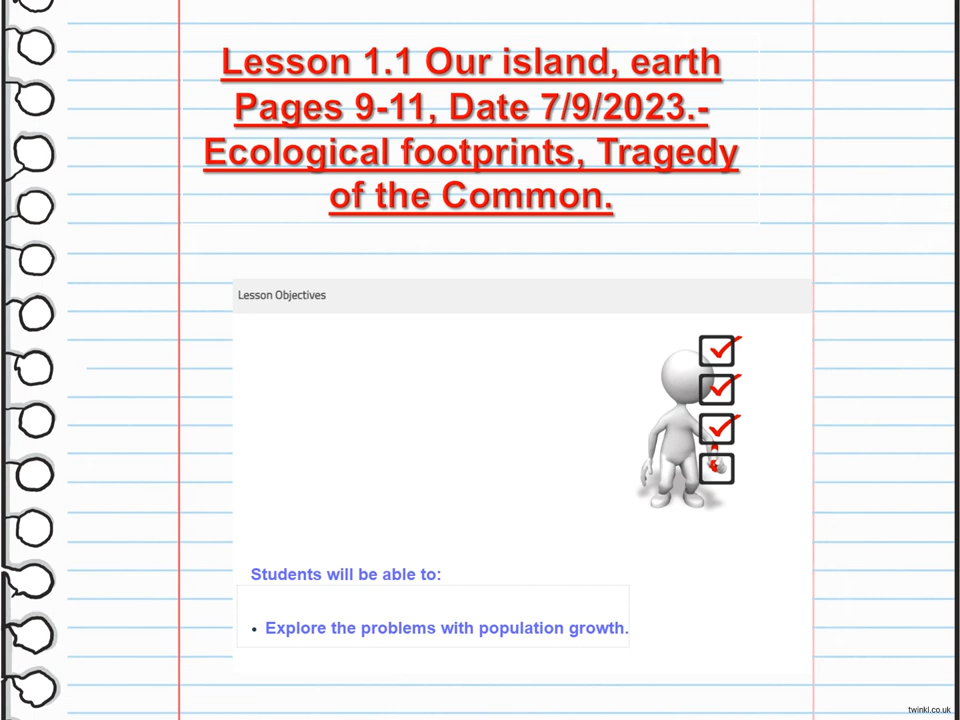 Lesson 1.1 Our island, earth
Pages 9-11, Date 7/9/2023.-
Ecological footprints, Tragedy
of the Common.
Lesson Objectives
Students will be able to:
• Explore the problems with population growth.
twinkl.co.uk